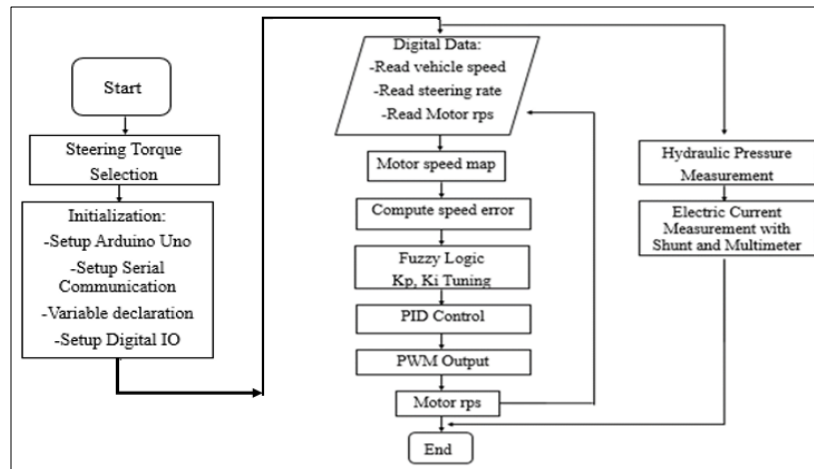 Start
Steering Torque
Selection
Initialization:
-Setup Arduino Uno
-Setup Serial
Communication
-Variable declaration
-Setup Digital IO
Digital Data:
-Read vehicle speed
-Read steering rate
-Read Motor rps
Motor speed map
Compute speed error
Fuzzy Logic
Kp, Ki Tuning
PID Control
PWM Output
Motor rps
End
Hydraulic Pressure
Measurement
Electric Current
Measurement with
Shunt and Multimeter